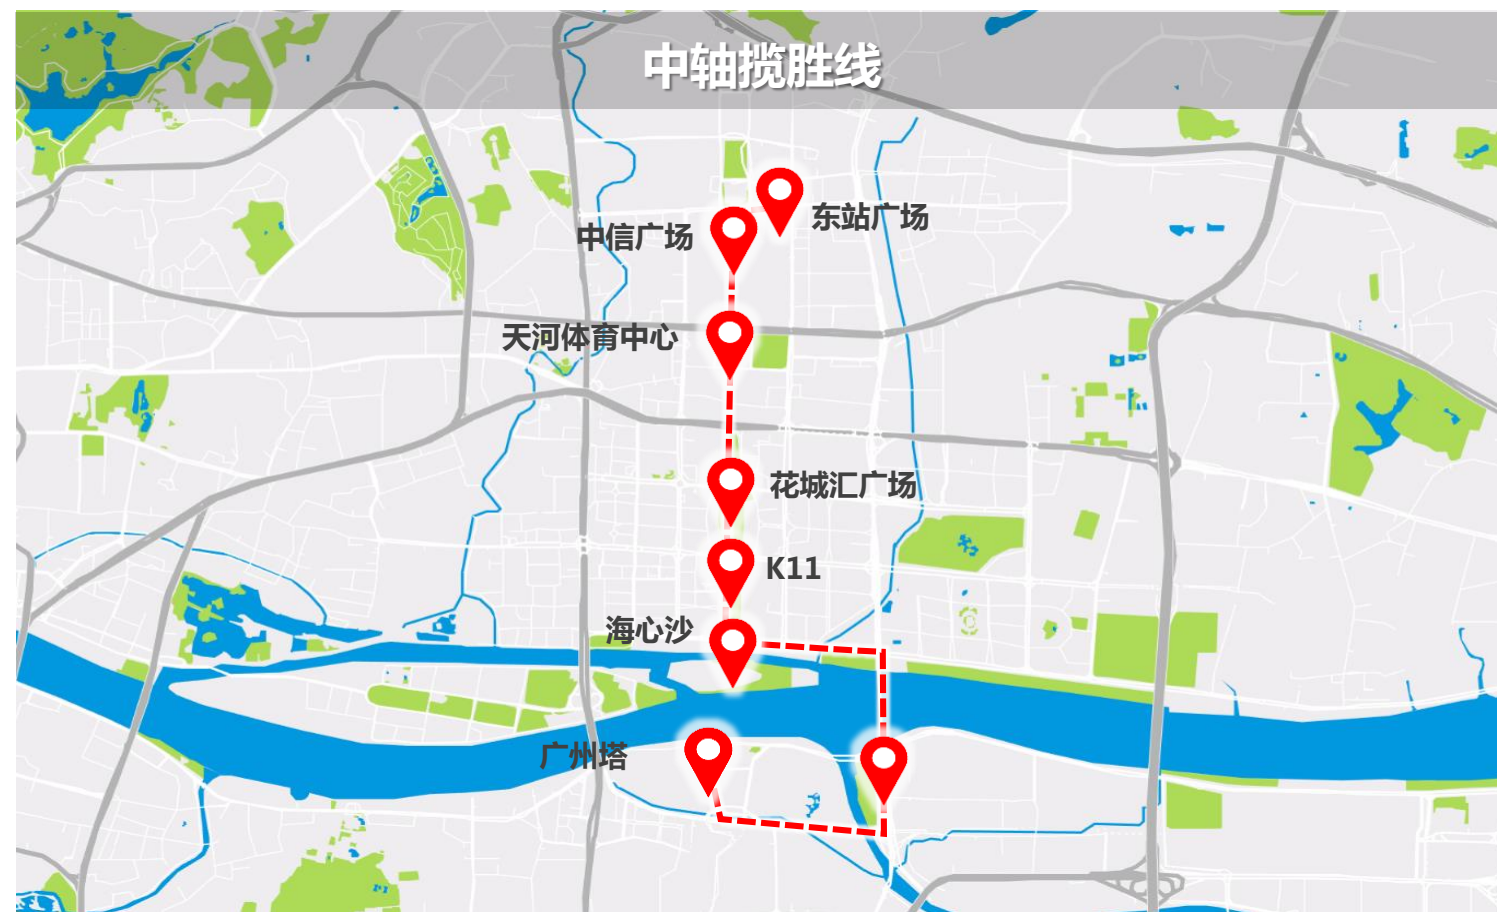 中轴揽胜线
东站广场
中信广场
天河体育中心
花城汇广场
K11
海心沙
广州塔